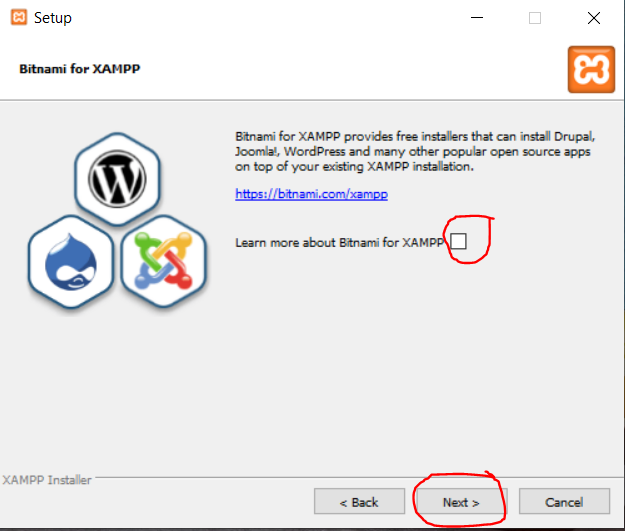 Setup
Bitnami for XAMPP
Bitnami for XAMPP provides free installers that can install Drupal,
Joomla!, WordPress and many other popular open source apps
on top of your existing XAMPP installation.
https://bitnami.com/xampp
Learn more about Bitnami for XAMPP
XAMPP Installer
< Back
Next >
Cancel